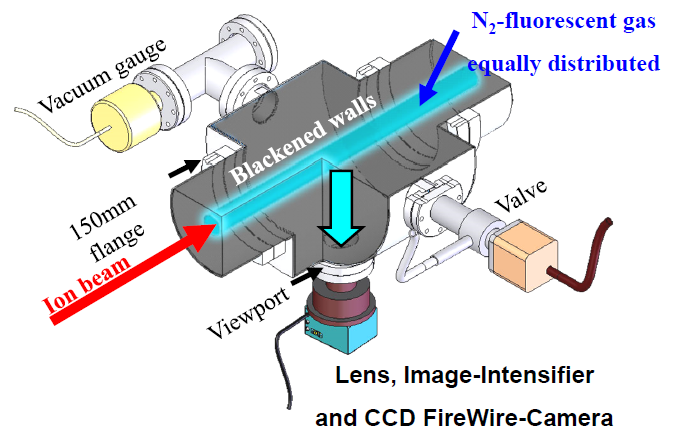 N₂-fluorescent gas
equally distributed
Vacuum gauge
Blackened walls
150mm
flange
Valve
Ion beam
Viewport
Lens, Image-Intensifier
and CCD FireWire-Camera